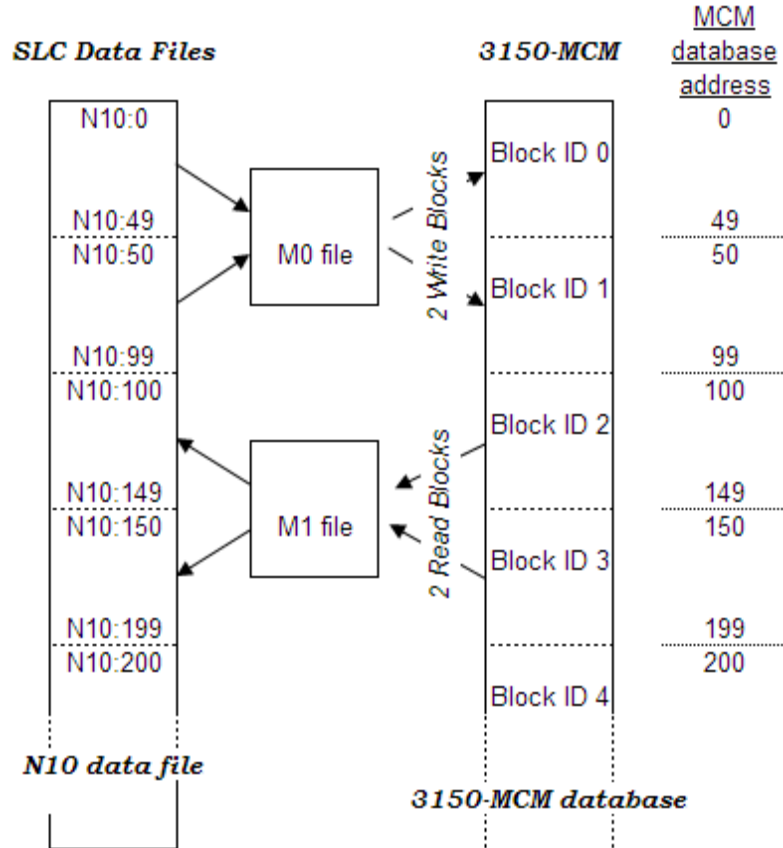 MCM
SLC Data Files
3150-MCM
database
address
N10:0
0
Block ID 0
2 Write Blocks
N10:49
49
N10:50
50
M0 file
Block ID 1
N10:99
99
N10:100
100
Block ID 2
2 Read Blocks
N10:149
149
N10:150
150
M1 file
Block ID 3
N10:199
199
N10:200
200
Block ID 4
N10 data file
3150-MCM database